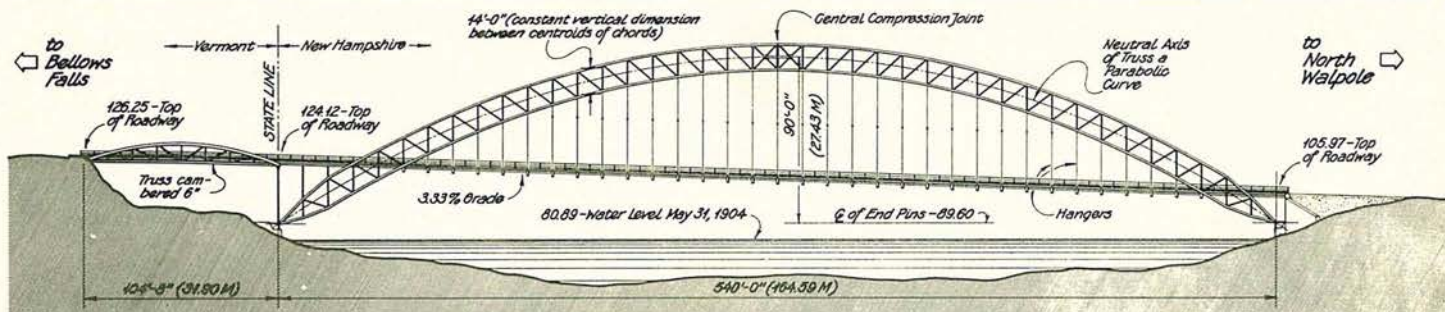 to
Bellows
Falls
Vermont
New Hampshire
STATE LINE
126.25-Top
of Roadway
124.12-Top
of Roadway
14'-0" (constant vertical dimension
between centroids of chords)
Central Compression Joint
Neutral Axis
of Truss a
Parabolic
Curve
to
North
Walpole
90'-0"
(27.43 M)
105.97-Top
of Roadway
Truss cam-
bered 6"
3.33% Grade
80.89-Water Level May 31, 1904
℄ of End Pins-89.60
Hangers
104'-8" (31.90 M)
540'-0" (164.59 M)